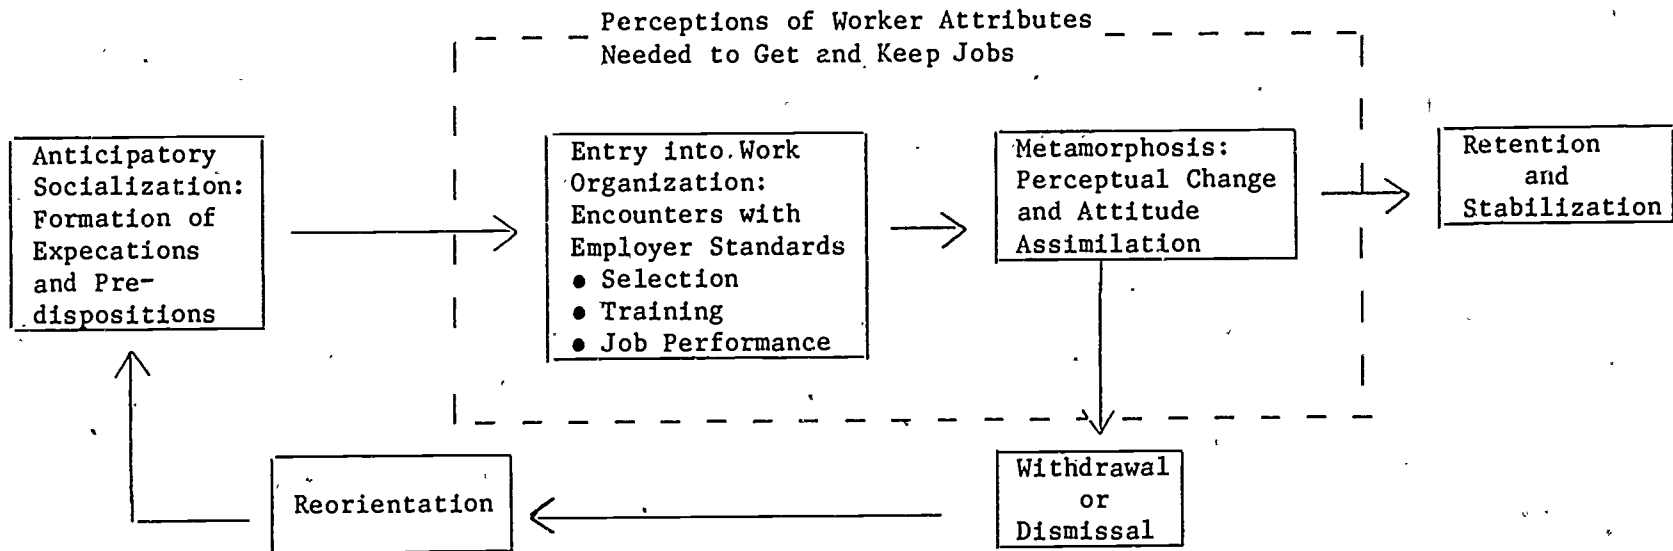 Perceptions of Worker Attributes
Needed to Get and Keep Jobs
Anticipatory
Socialization:
Formation of
Expecations
and Pre-
dispositions
Entry into Work
Organization:
Encounters with
Employer Standards
• Selection
• Training
• Job Performance
Metamorphosis:
Perceptual Change
and Attitude
Assimilation
Retention
and
Stabilization
Withdrawal
or
Dismissal
Reorientation